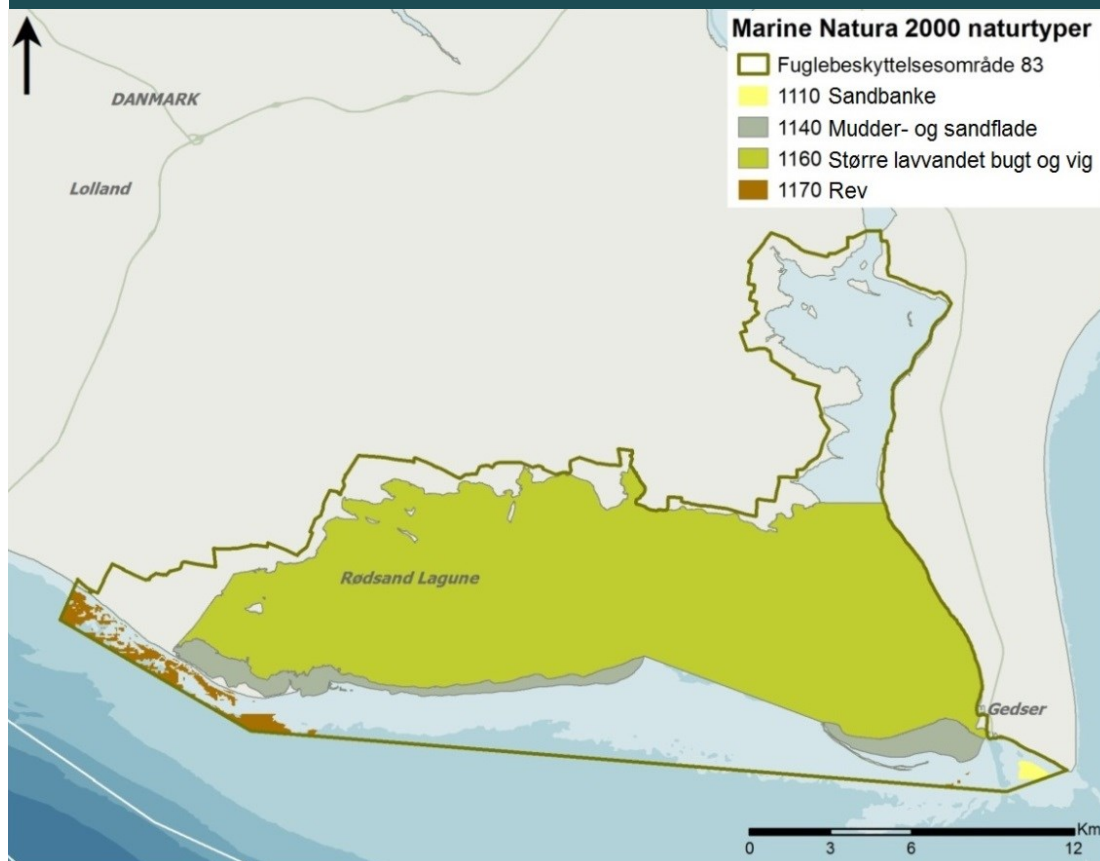 Marine Natura 2000 naturtyper
Fuglebeskyttelsesområde 83
1110 Sandbanke
1140 Mudder- og sandflade
1160 Større lavvandet bugt og vig
1170 Rev
DANMARK
Lolland
Rødsand Lagune
Gedser
Km
0 3 6 12